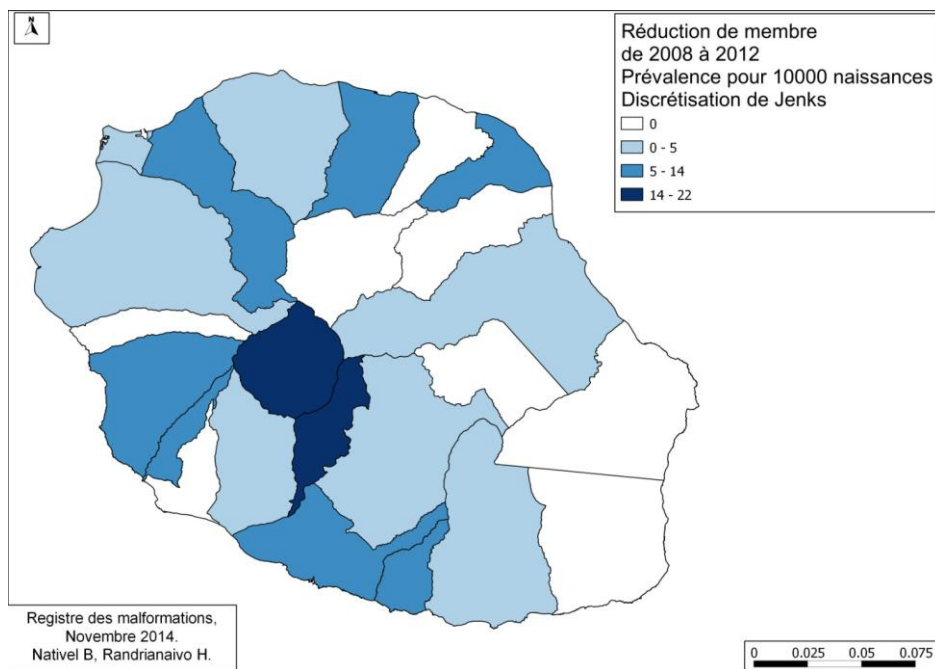 N
Réduction de membre
de 2008 à 2012
Prévalence pour 10000 naissances
Discrétisation de Jenks
0
0 - 5
5 - 14
14 - 22
Registre des malformations,
Novembre 2014.
Nativel B, Randrianaivo H.
0 0.025 0.05 0.075